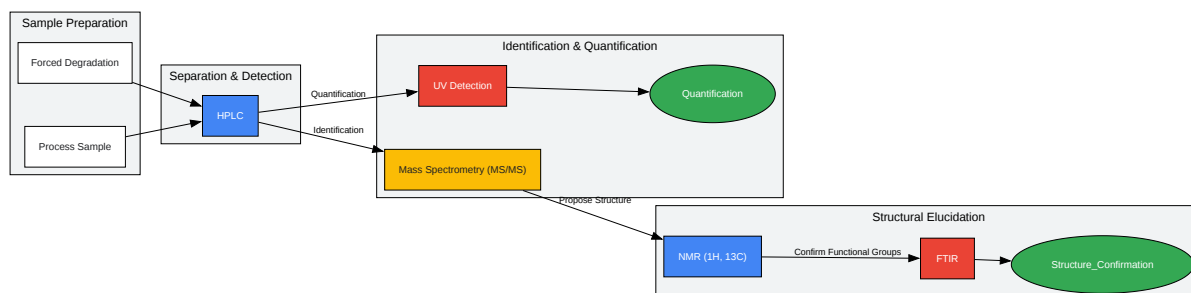 Sample Preparation
Forced Degradation
Process Sample
Separation & Detection
HPLC
Quantification
Identification
Identification & Quantification
UV Detection
Quantification
Mass Spectrometry (MS/MS)
Propose Structure
Structural Elucidation
NMR (1H, 13C)
Confirm Functional Groups
FTIR
Structure_Confirmation